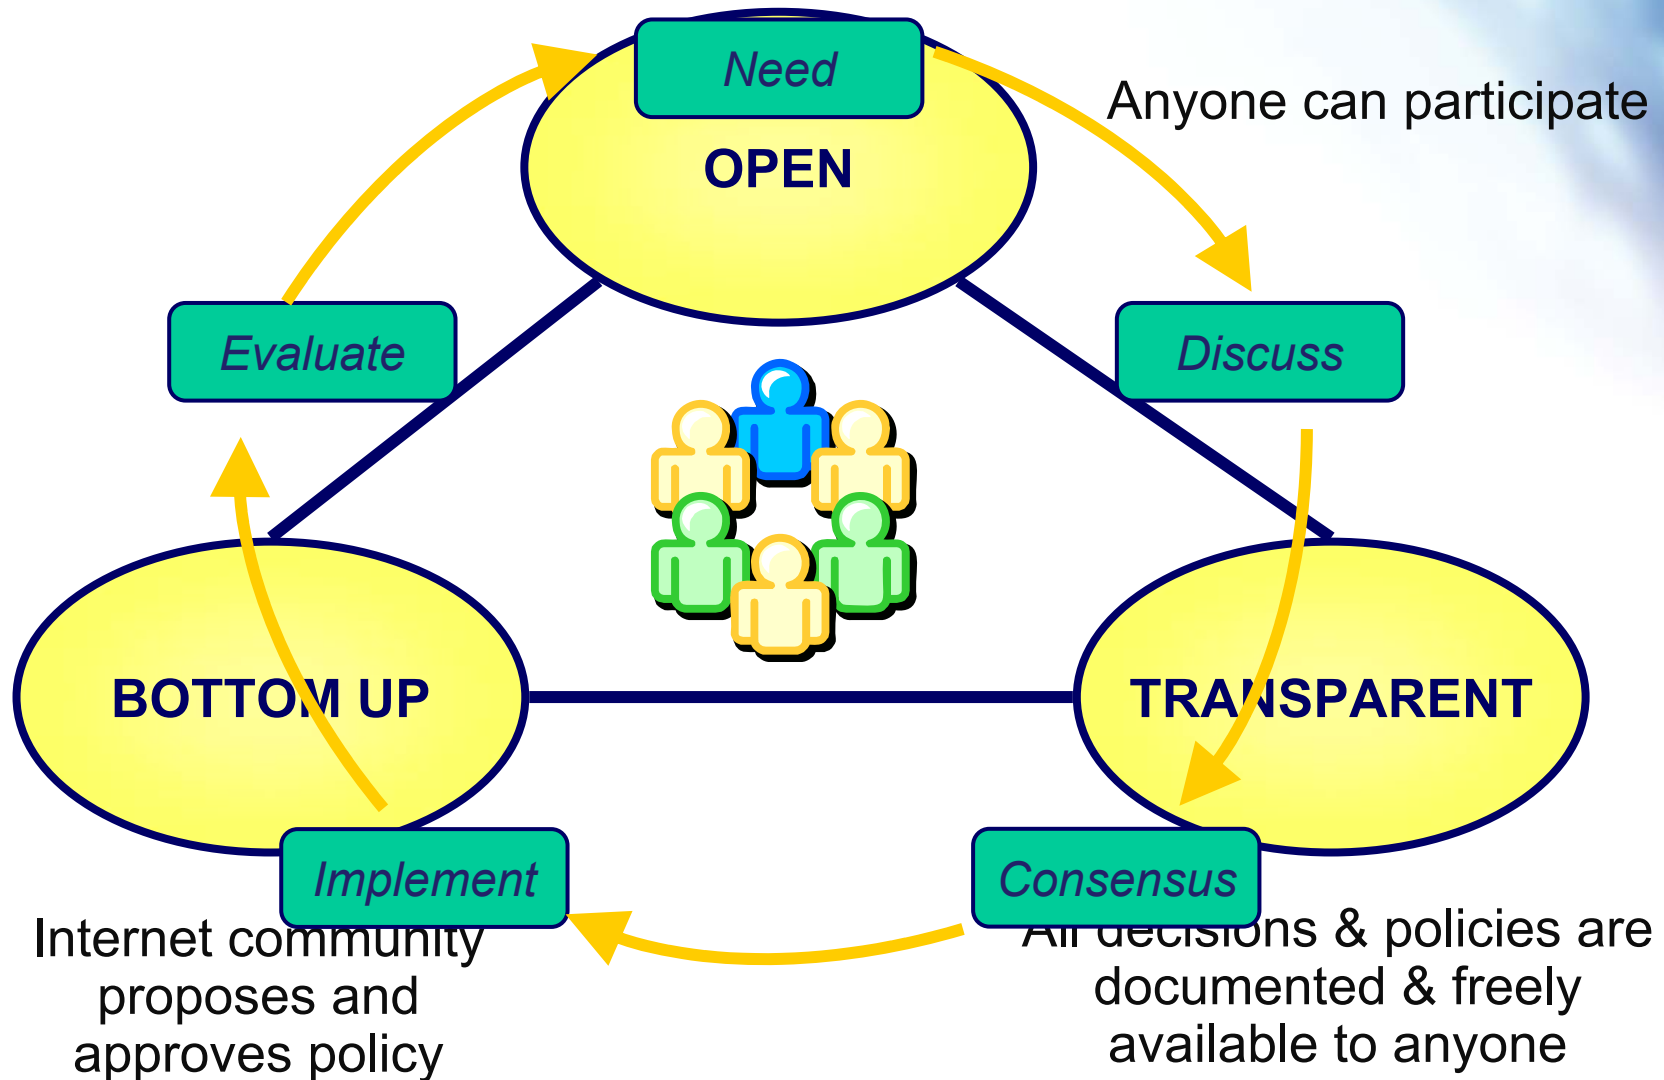 Need
Anyone can participate
OPEN
Evaluate
Discuss
BOTTOM UP
TRANSPARENT
Implement
Consensus
Internet community
proposes and
approves policy
All decisions & policies are
documented & freely
available to anyone